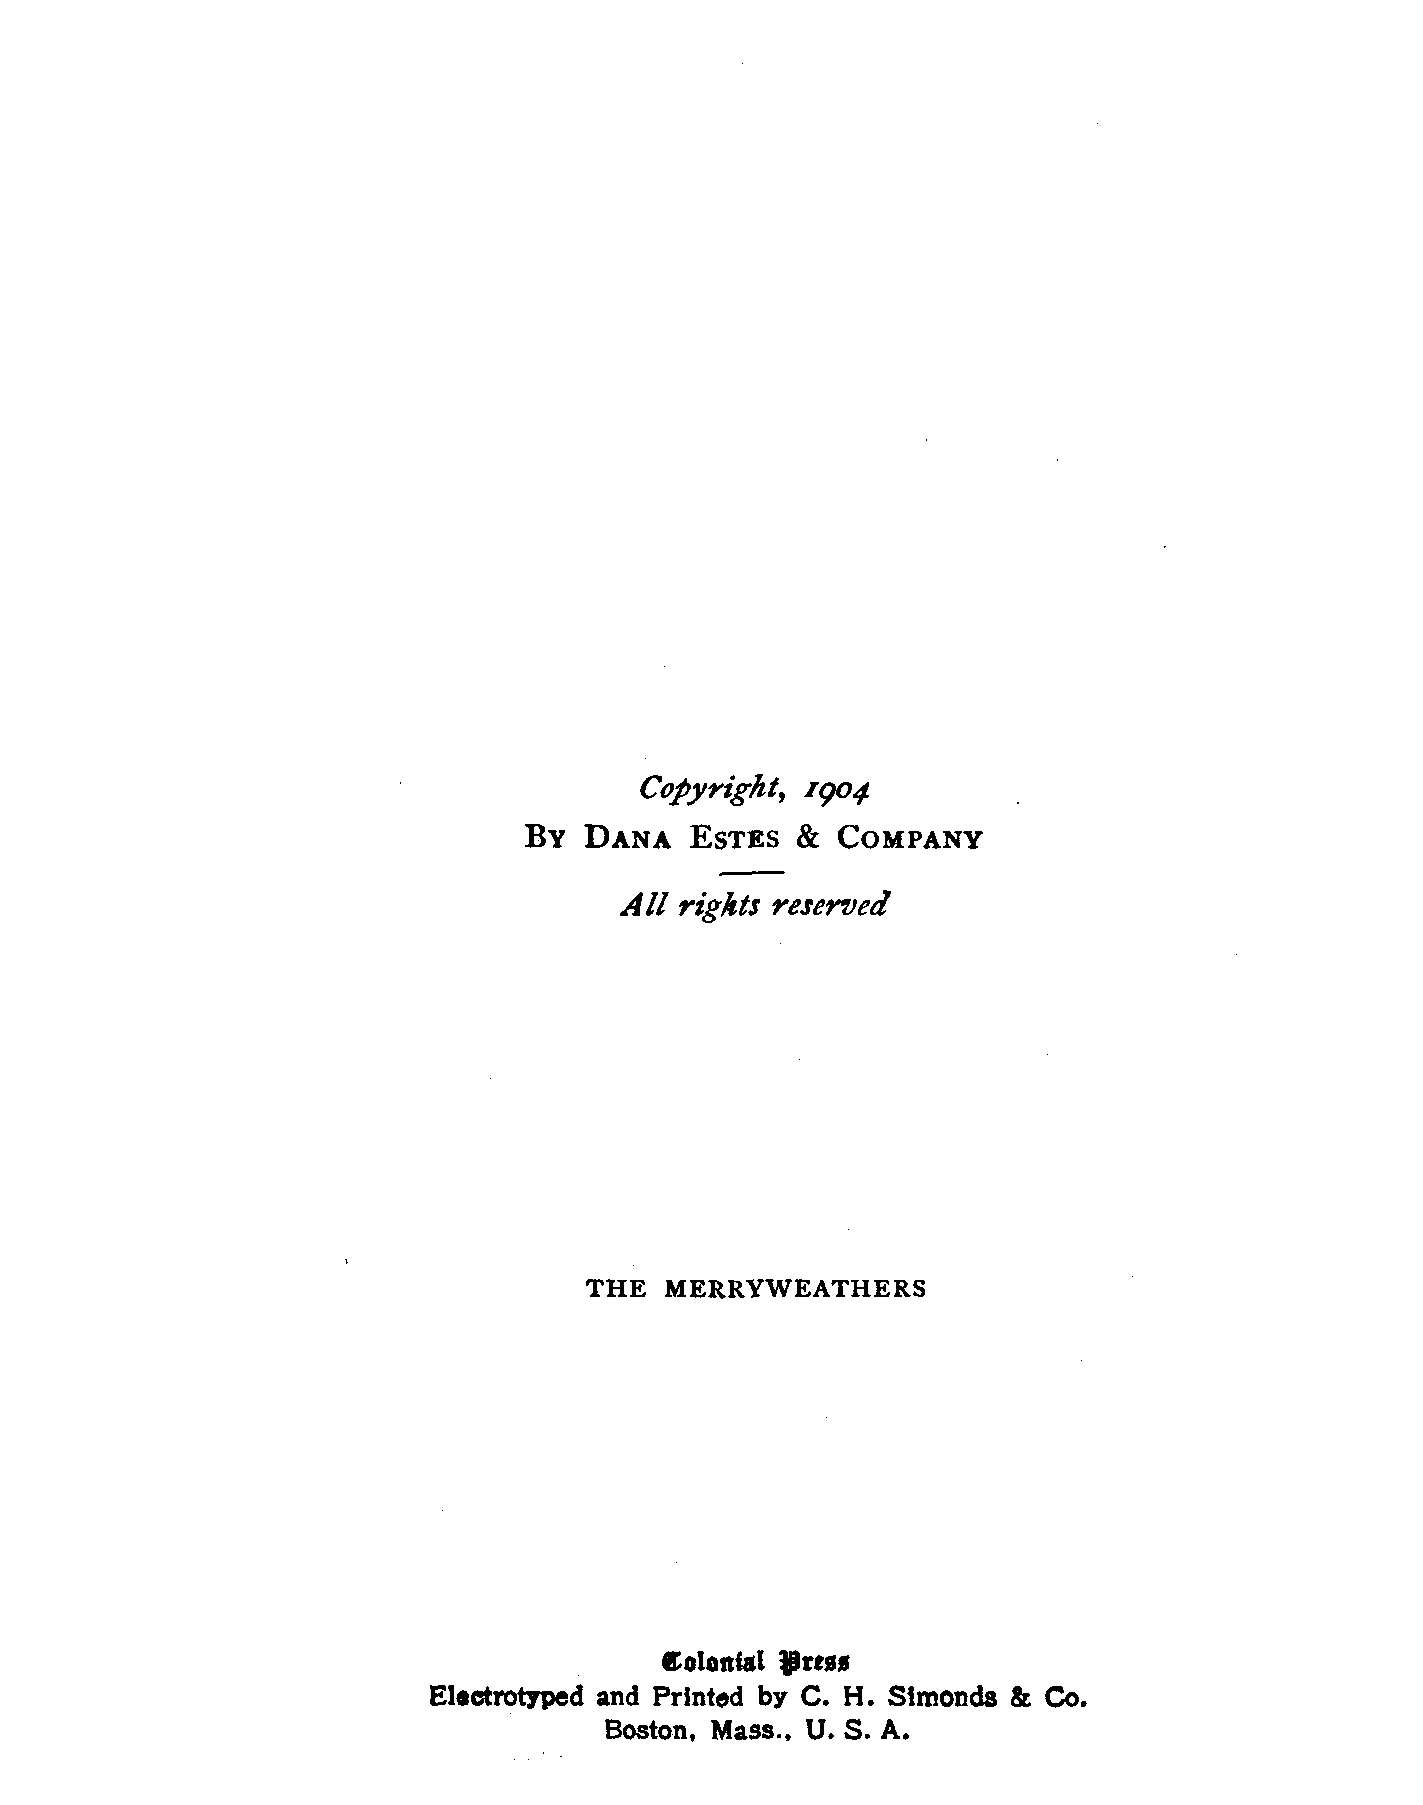 Copyright, 1904
By Dana Estes & Company
All rights reserved
THE MERRYWEATHERS
Colonial Press
Electrotyped and Printed by C. H. Simonds & Co.
Boston, Mass., U. S. A.